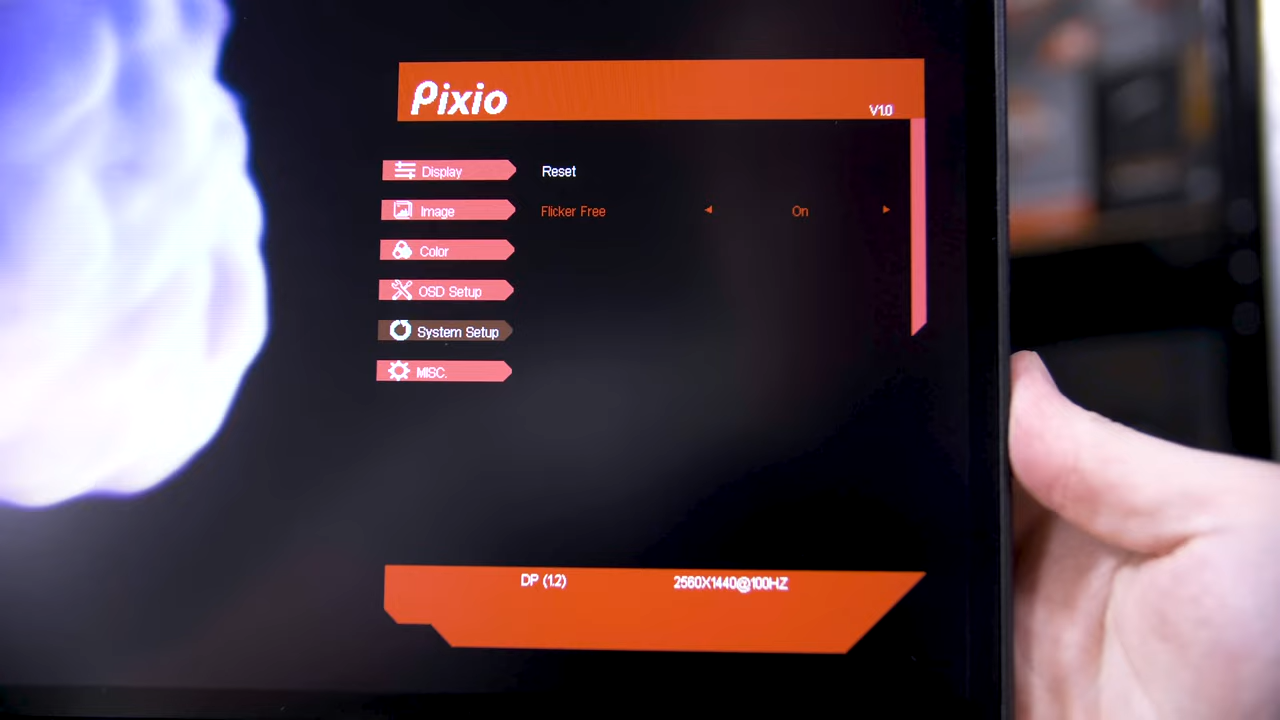 Pixio
V1.0
Display
Reset
Image
Flicker Free
On
Color
OSD Setup
System Setup
MISC.
DP (1.2)
2560X1440@100HZ